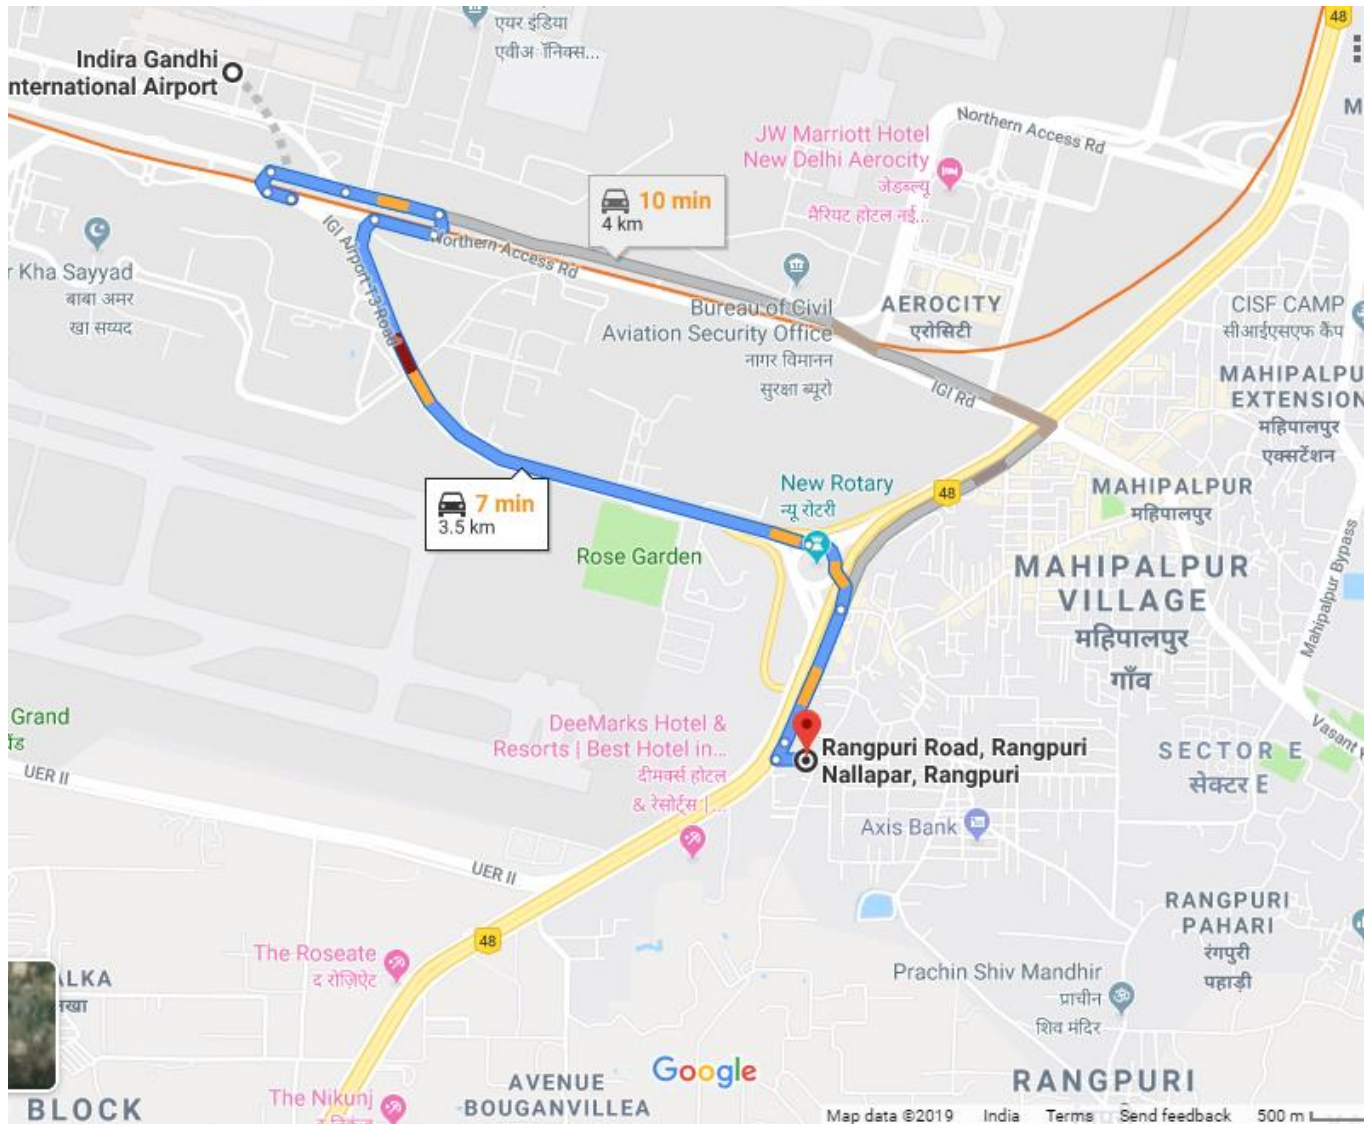 48
एयर इंडिया
एवीअॉनिक्स...
Indira Gandhi
nternational Airport
M
Northern Access Rd
JW Marriott Hotel
New Delhi Aerocity
जेडब्ल्यू
मैरियट होटल नई...
10 min
4 km
IGI Airport T3 Road
Northern Access Rd
r Kha Sayyad
बाबा अमर
खा सय्यद
Bureau of Civil
Aviation Security Office
नागर विमानन
सुरक्षा ब्यूरो
AEROCITY
एरोसिटी
CISF CAMP
सीआईएसएफ कैंप
IGI Rd
MAHIPALPU
EXTENSION
महिपालपुर
एक्सटेंशन
7 min
3.5 km
New Rotary
न्यू रोटरी
48
MAHIPALPUR
महिपालपुर
Rose Garden
MAHIPALPUR
VILLAGE
महिपालपुर
गाँव
Mahipalpur Bypass
Grand
ैंड
DeeMarks Hotel &
Resorts | Best Hotel in...
दीमर्क्स होटल
& रेसोर्ट्स |...
Rangpuri Road, Rangpuri
Nallapar, Rangpuri
SECTOR E
सेक्टर E
Vasant
UER II
UER II
Axis Bank
48
RANGPURI
PAHARI
रंगपुरी
पहाड़ी
The Roseate
द रोज़िऐट
ALKA
नखा
Prachin Shiv Mandhir
प्राचीन
शिव मंदिर
Google
The Nikunj
AVENUE
BOUGANVILLEA
RANGPURI
BLOCK
Map data ©2019 India Terms Send feedback 500 m